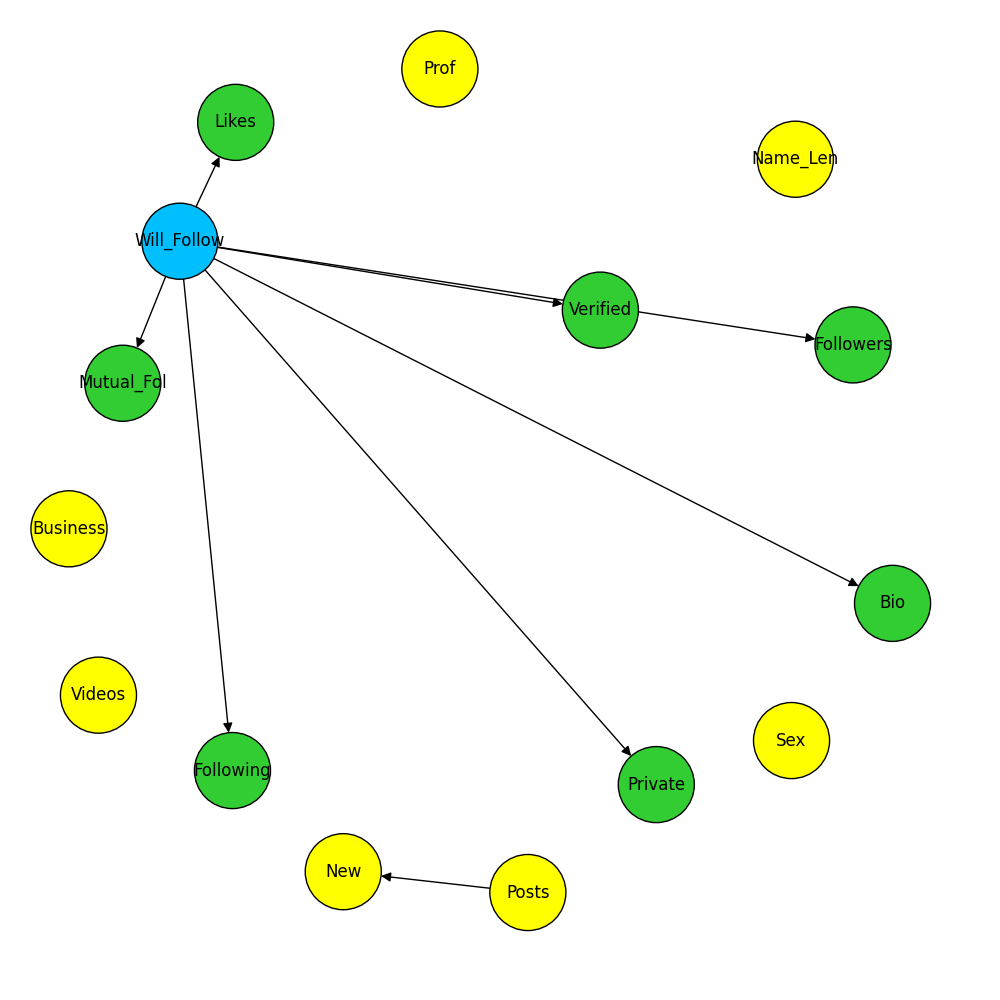 Prof
Likes
Name_Len
Will_Follow
Verified
Followers
Mutual_Fol
Business
Bio
Videos
Sex
Following
Private
New
Posts